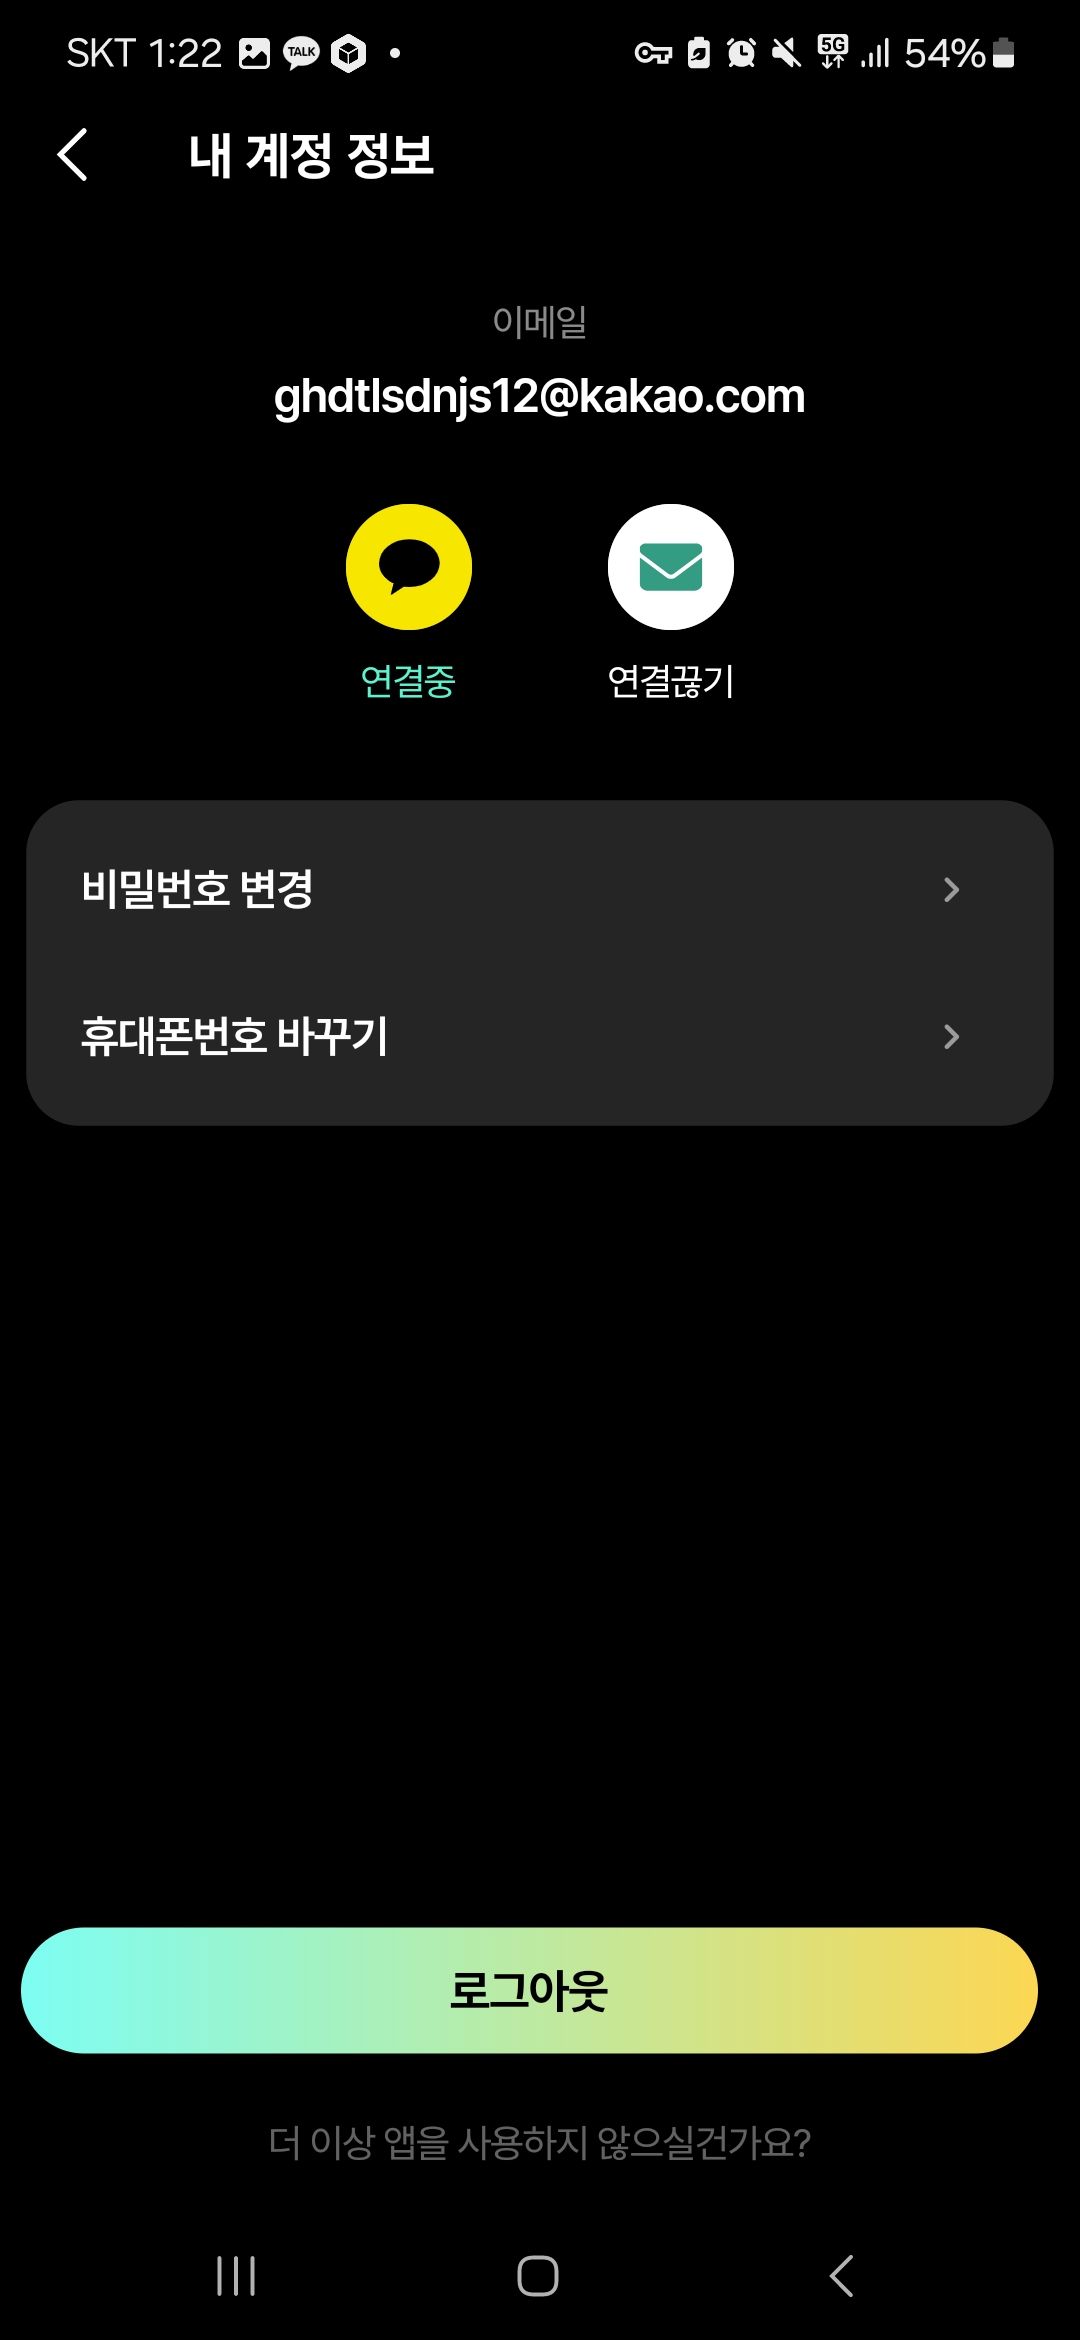 SKT 1:22 TALK 5G 54%
내 계정 정보
이메일
ghdtlsdnjs12@kakao.com
연결중 연결끊기
비밀번호 변경
휴대폰번호 바꾸기
로그아웃
더 이상 앱을 사용하지 않으실건가요?